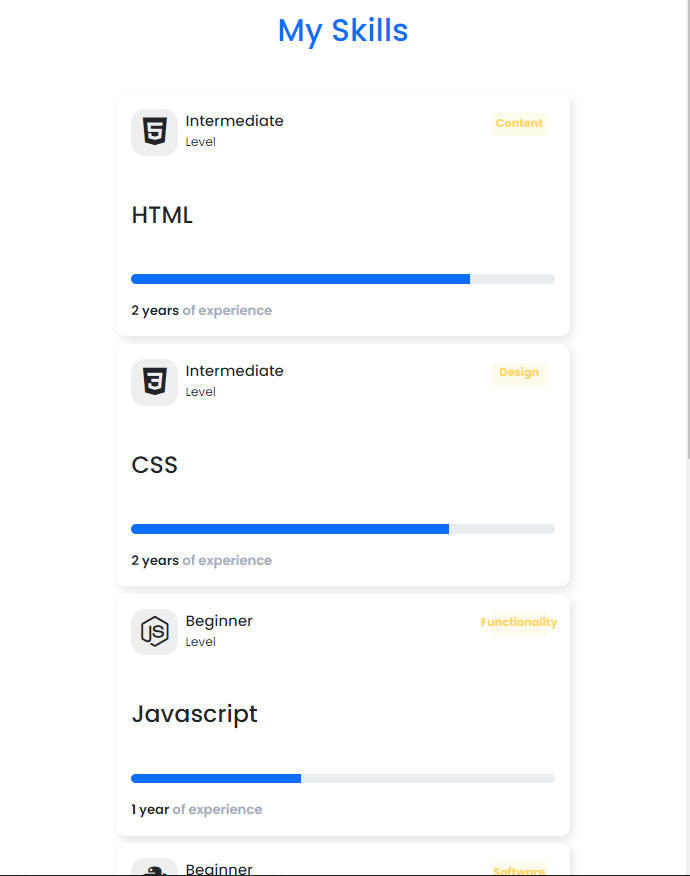 My Skills
Intermediate
Content
Level
HTML
2 years of experience
Intermediate
Design
Level
CSS
2 years of experience
JS
Beginner
Functionality
Level
Javascript
1 year of experience
Beginner
Software